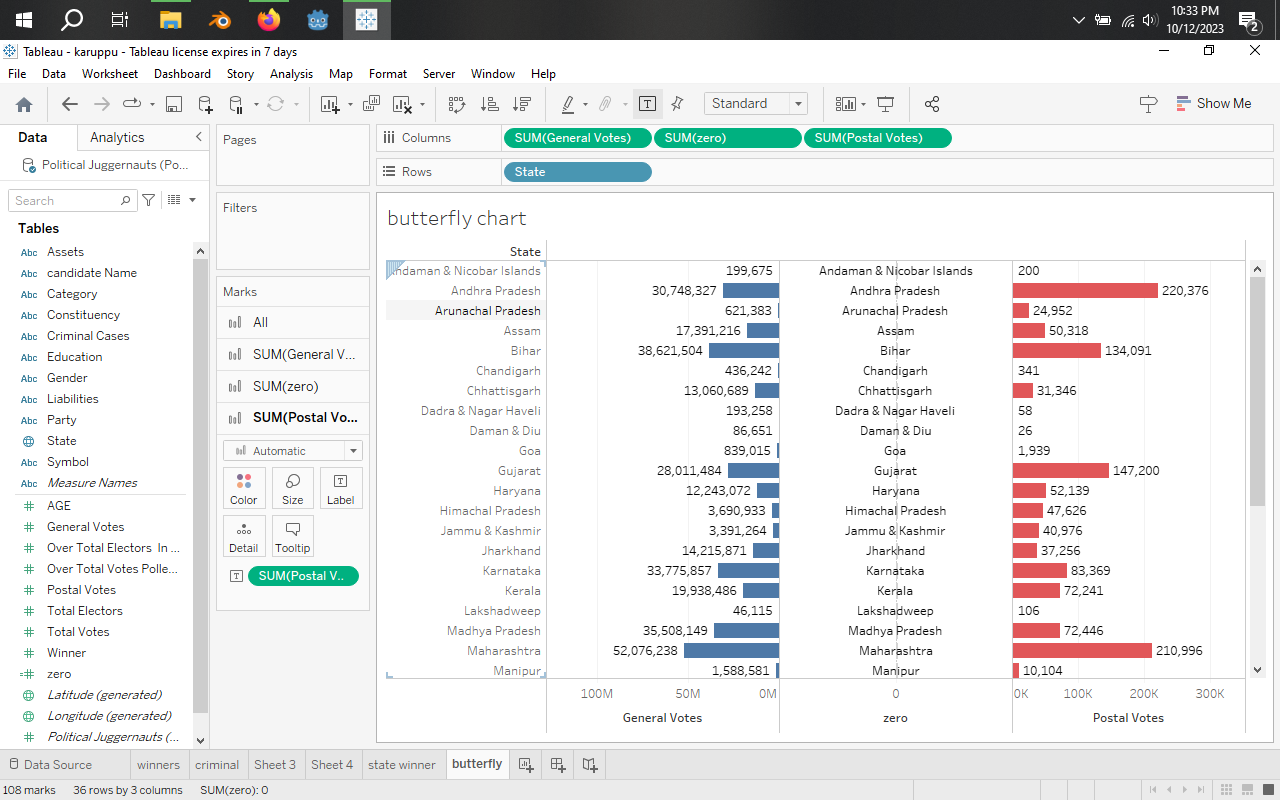 10:33 PM
10/12/2023
2
Tableau - karuppu - Tableau license expires in 7 days
File Data Worksheet Dashboard Story Analysis Map Format Server Window Help
Standard
Show Me
Data Analytics
Political Juggernauts (Po...
Search
Tables
Abc Assets
Abc candidate Name
Abc Category
Abc Constituency
Abc Criminal Cases
Abc Education
Abc Gender
Abc Liabilities
Abc Party
State
Abc Symbol
Abc Measure Names
# AGE
# General Votes
# Over Total Electors In ...
# Over Total Votes Polle...
# Postal Votes
# Total Electors
# Total Votes
# Winner
=# zero
Latitude (generated)
Longitude (generated)
# Political Juggernauts (...
Pages
Filters
Marks
All
SUM(General V...
SUM(zero)
SUM(Postal Vo...
Automatic
Color Size T Label
Detail Tooltip
T SUM(Postal V..
Columns SUM(General Votes) SUM(zero) SUM(Postal Votes)
Rows State
butterfly chart
State
Andaman & Nicobar Islands 199,675 Andaman & Nicobar Islands 200
Andhra Pradesh 30,748,327 Andhra Pradesh 220,376
Arunachal Pradesh 621,383 Arunachal Pradesh 24,952
Assam 17,391,216 Assam 50,318
Bihar 38,621,504 Bihar 134,091
Chandigarh 436,242 Chandigarh 341
Chhattisgarh 13,060,689 Chhattisgarh 31,346
Dadra & Nagar Haveli 193,258 Dadra & Nagar Haveli 58
Daman & Diu 86,651 Daman & Diu 26
Goa 839,015 Goa 1,939
Gujarat 28,011,484 Gujarat 147,200
Haryana 12,243,072 Haryana 52,139
Himachal Pradesh 3,690,933 Himachal Pradesh 47,626
Jammu & Kashmir 3,391,264 Jammu & Kashmir 40,976
Jharkhand 14,215,871 Jharkhand 37,256
Karnataka 33,775,857 Karnataka 83,369
Kerala 19,938,486 Kerala 72,241
Lakshadweep 46,115 Lakshadweep 106
Madhya Pradesh 35,508,149 Madhya Pradesh 72,446
Maharashtra 52,076,238 Maharashtra 210,996
Manipur 1,588,581 Manipur 10,104
100M 50M 0M 0 0K 100K 200K 300K
General Votes zero Postal Votes
Data Source winners criminal Sheet 3 Sheet 4 state winner butterfly
108 marks 36 rows by 3 columns SUM(zero): 0